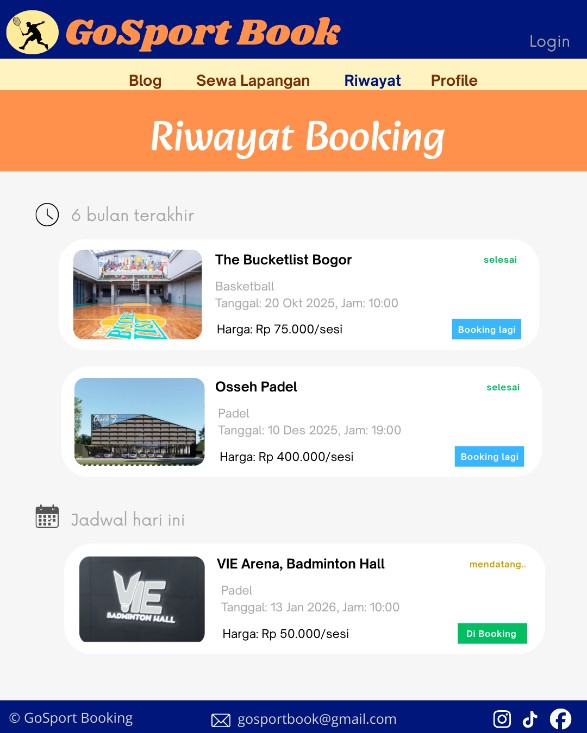 GoSport Book
Login
Blog Sewa Lapangan Riwayat Profile
Riwayat Booking
6 bulan terakhir
The Bucketlist Bogor
selesai
Basketball
Tanggal: 20 Okt 2025, Jam: 10:00
Harga: Rp 75.000/sesi
Booking lagi
Osseh Padel
selesai
Padel
Tanggal: 10 Des 2025, Jam: 19:00
Harga: Rp 400.000/sesi
Booking lagi
Jadwal hari ini
VIE
BADMINTON HALL
VIE Arena, Badminton Hall
mendatang..
Padel
Tanggal: 13 Jan 2026, Jam: 10:00
Harga: Rp 50.000/sesi
Di Booking
© GoSport Booking
gosportbook@gmail.com